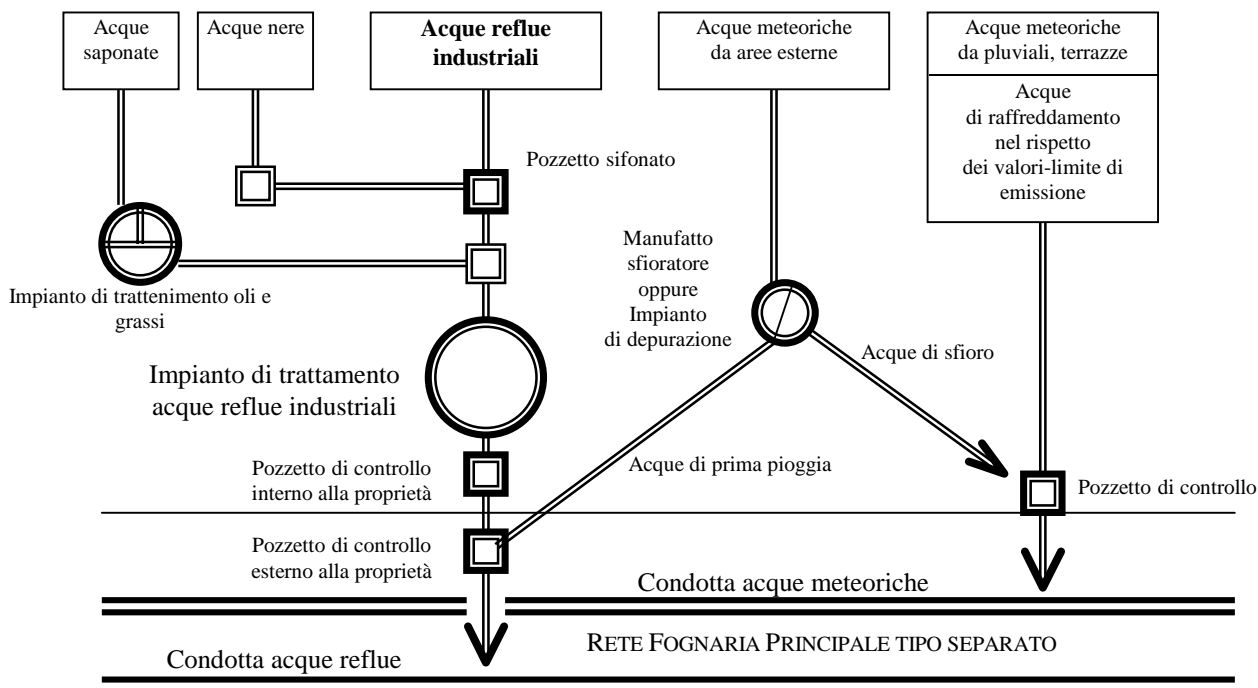 Acque
saponate
Acque nere
Acque reflue
industriali
Acque meteoriche
da aree esterne
Acque meteoriche
da pluviali, terrazze
Acque
di raffreddamento
nel rispetto
dei valori-limite di
emissione
Pozzetto sifonato
Impianto di trattenimento oli e
grassi
Manufatto
sfioratore
oppure
Impianto
di depurazione
Acque di sfioro
Impianto di trattamento
acque reflue industriali
Acque di prima pioggia
Pozzetto di controllo
interno alla proprietà
Pozzetto di controllo
Pozzetto di controllo
esterno alla proprietà
Condotta acque meteoriche
RETE FOGNARIA PRINCIPALE TIPO SEPARATO
Condotta acque reflue